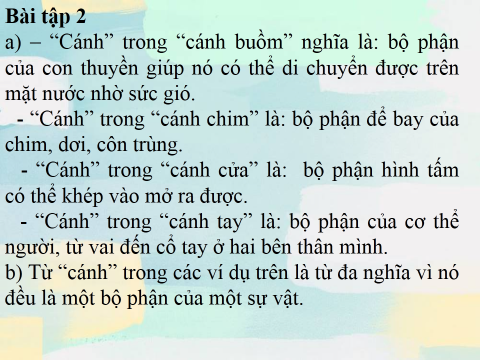 Bài tập 2
a) – “Cánh” trong “cánh buồm” nghĩa là: bộ phận
của con thuyền giúp nó có thể di chuyển được trên
mặt nước nhờ sức gió.
- “Cánh” trong “cánh chim” là: bộ phận để bay của
chim, dơi, côn trùng.
- “Cánh” trong “cánh cửa” là: bộ phận hình tấm
có thể khép vào mở ra được.
- “Cánh” trong “cánh tay” là: bộ phận của cơ thể
người, từ vai đến cổ tay ở hai bên thân mình.
b) Từ “cánh” trong các ví dụ trên là từ đa nghĩa vì nó
đều là một bộ phận của một sự vật.